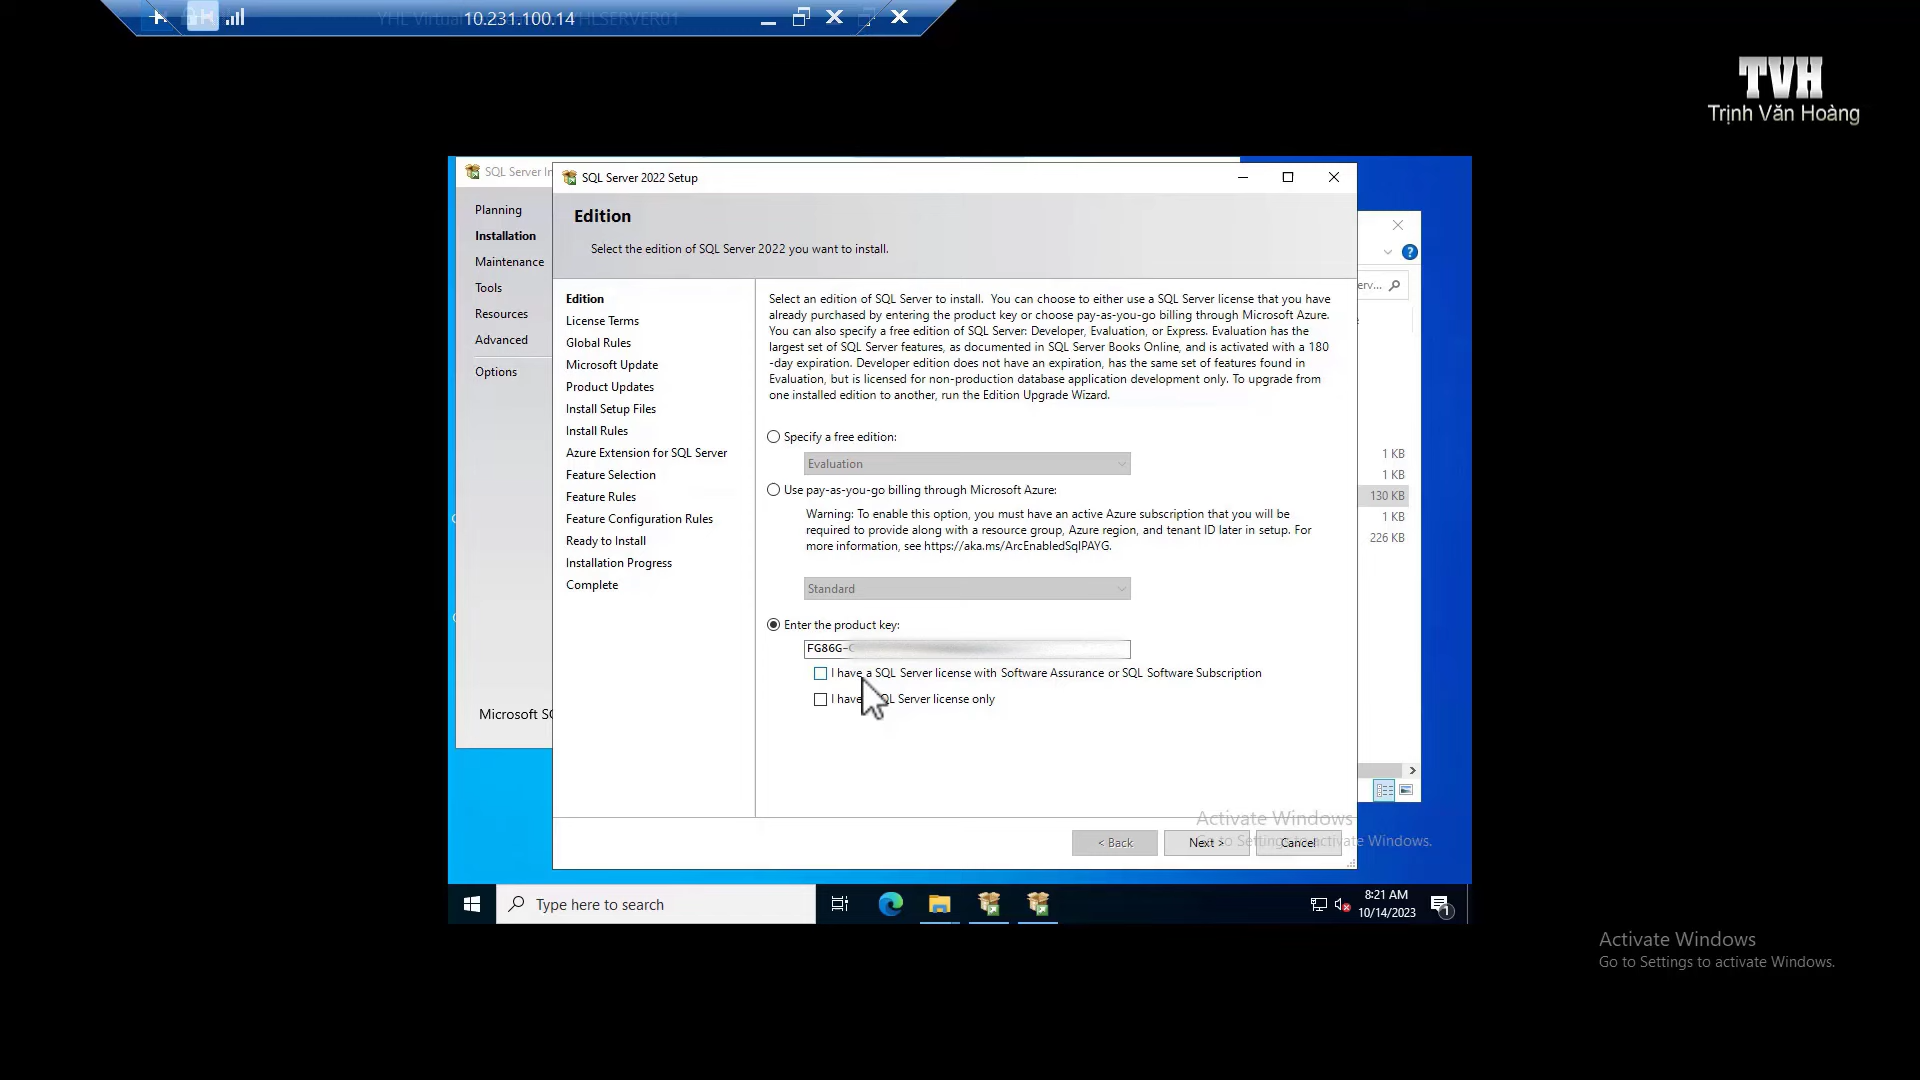 10.231.100.14
TVH
Trịnh Văn Hoàng
SQL Server In
Planning
Installation
Maintenance
Tools
Resources
Advanced
Options
Microsoft SQ
SQL Server 2022 Setup
Edition
Select the edition of SQL Server 2022 you want to install.
Edition
License Terms
Global Rules
Microsoft Update
Product Updates
Install Setup Files
Install Rules
Azure Extension for SQL Server
Feature Selection
Feature Rules
Feature Configuration Rules
Ready to Install
Installation Progress
Complete
Select an edition of SQL Server to install. You can choose to either use a SQL Server license that you have
already purchased by entering the product key or choose pay-as-you-go billing through Microsoft Azure.
You can also specify a free edition of SQL Server: Developer, Evaluation, or Express. Evaluation has the
largest set of SQL Server features, as documented in SQL Server Books Online, and is activated with a 180
-day expiration. Developer edition does not have an expiration, has the same set of features found in
Evaluation, but is licensed for non-production database application development only. To upgrade from
one installed edition to another, run the Edition Upgrade Wizard.
Specify a free edition:
Evaluation
Use pay-as-you-go billing through Microsoft Azure:
Warning: To enable this option, you must have an active Azure subscription that you will be
required to provide along with a resource group, Azure region, and tenant ID later in setup. For
more information, see https://aka.ms/ArcEnabledSqlPAYG.
Standard
Enter the product key:
FG86G-
I have a SQL Server license with Software Assurance or SQL Software Subscription
I have SQL Server license only
< Back
Next >
Cancel
erv...
1 KB
1 KB
130 KB
1 KB
226 KB
Activate Windows
Go to Settings to activate Windows.
Type here to search
8:21 AM
10/14/2023
1
Activate Windows
Go to Settings to activate Windows.